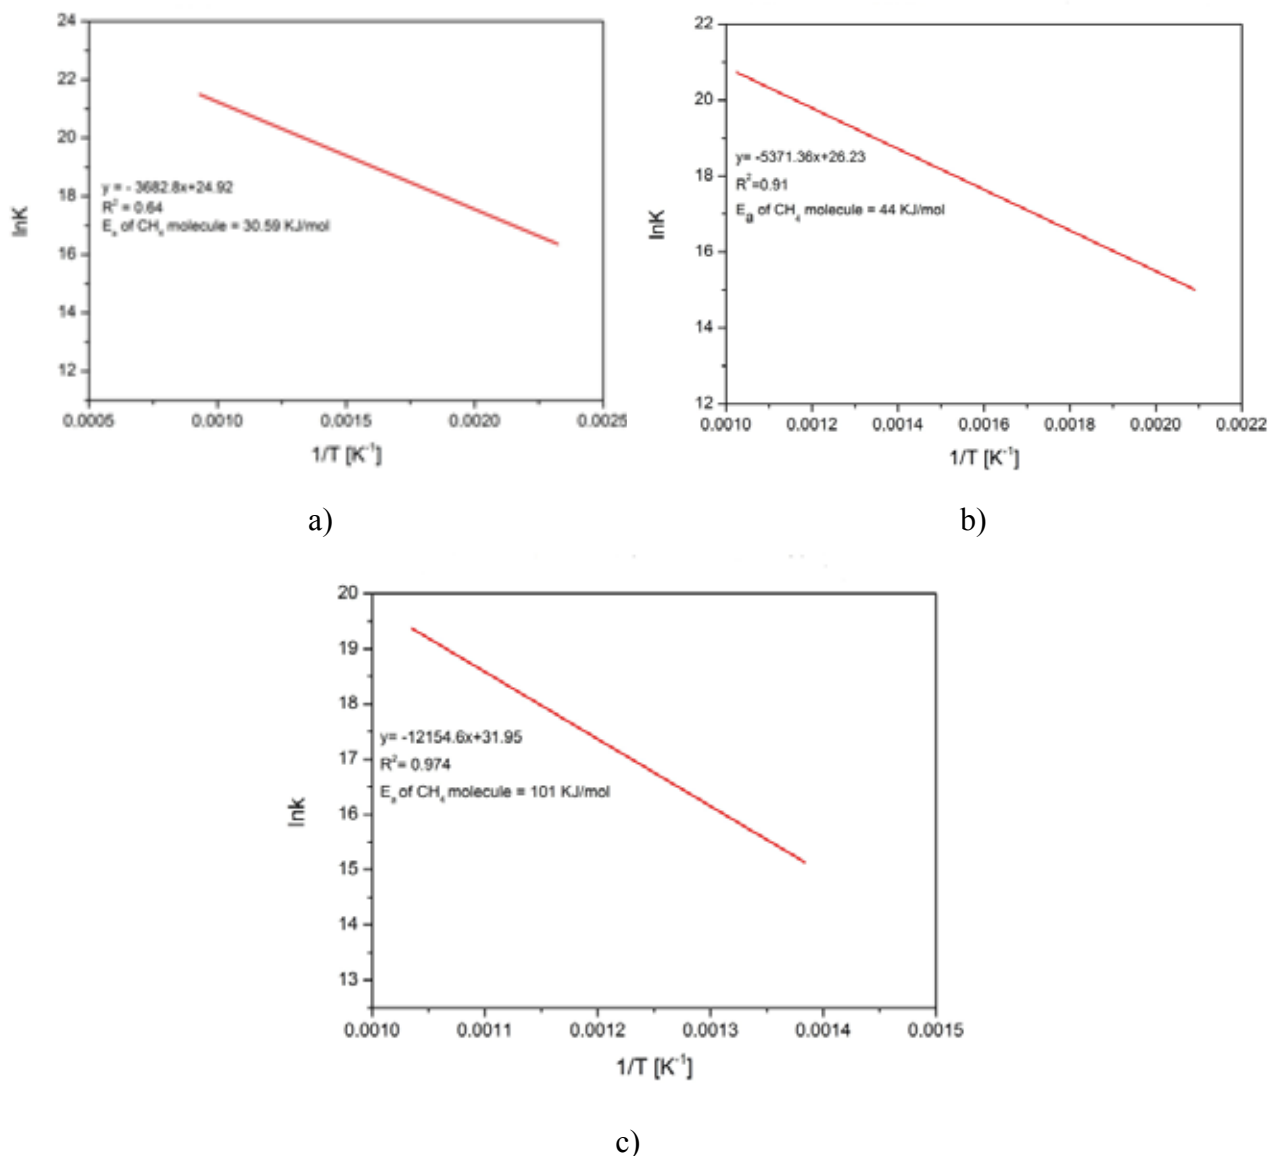 24
22
20
18
16
14
12
lnK
y = - 3682.8x+24.92
R² = 0.64
Eₐ of CH₄ molecule = 30.59 KJ/mol
0.0005 0.0010 0.0015 0.0020 0.0025
1/T [K⁻¹]
a)
22
20
18
16
14
12
lnK
y= -5371.36x+26.23
R²=0.91
Eₐ of CH₄ molecule = 44 KJ/mol
0.0010 0.0012 0.0014 0.0016 0.0018 0.0020 0.0022
1/T [K⁻¹]
b)
20
19
18
17
16
15
14
13
lnK
y= -12154.6x+31.95
R²= 0.974
Eₐ of CH₄ molecule = 101 KJ/mol
0.0010 0.0011 0.0012 0.0013 0.0014 0.0015
1/T [K⁻¹]
c)